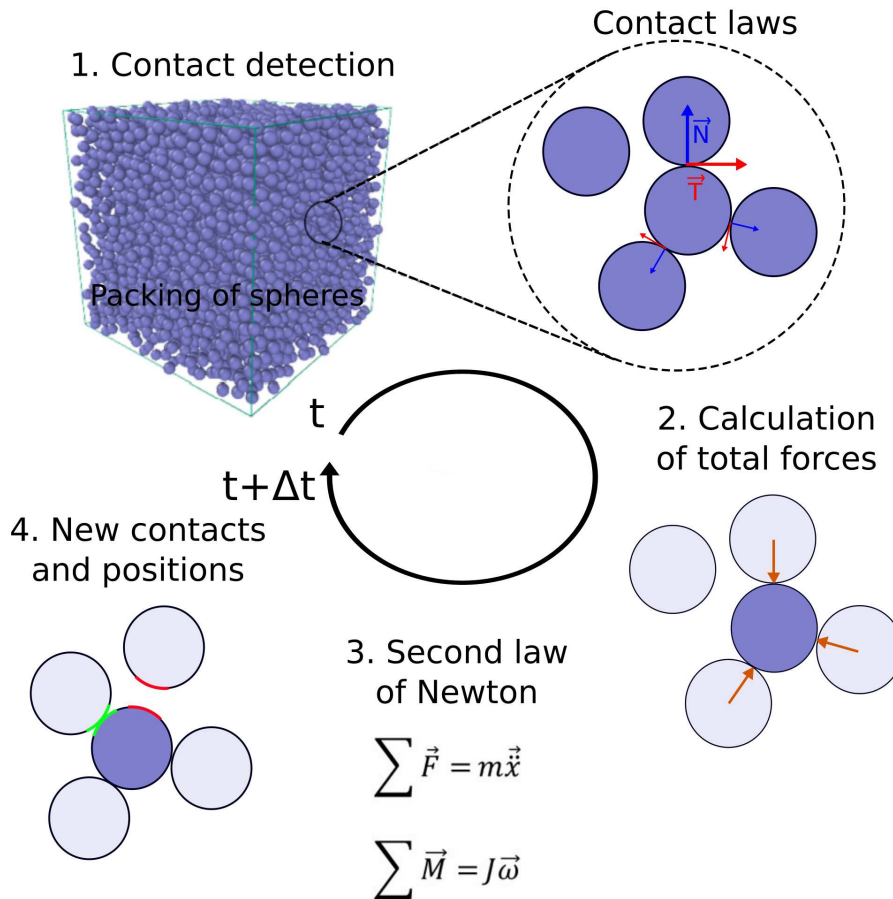 Contact laws
1. Contact detection
N⃗
T⃗
Packing of spheres
t
t+Δt
2. Calculation
of total forces
4. New contacts
and positions
3. Second law
of Newton
∑ F⃗ = mẍ⃗
∑ M⃗ = Jω⃗